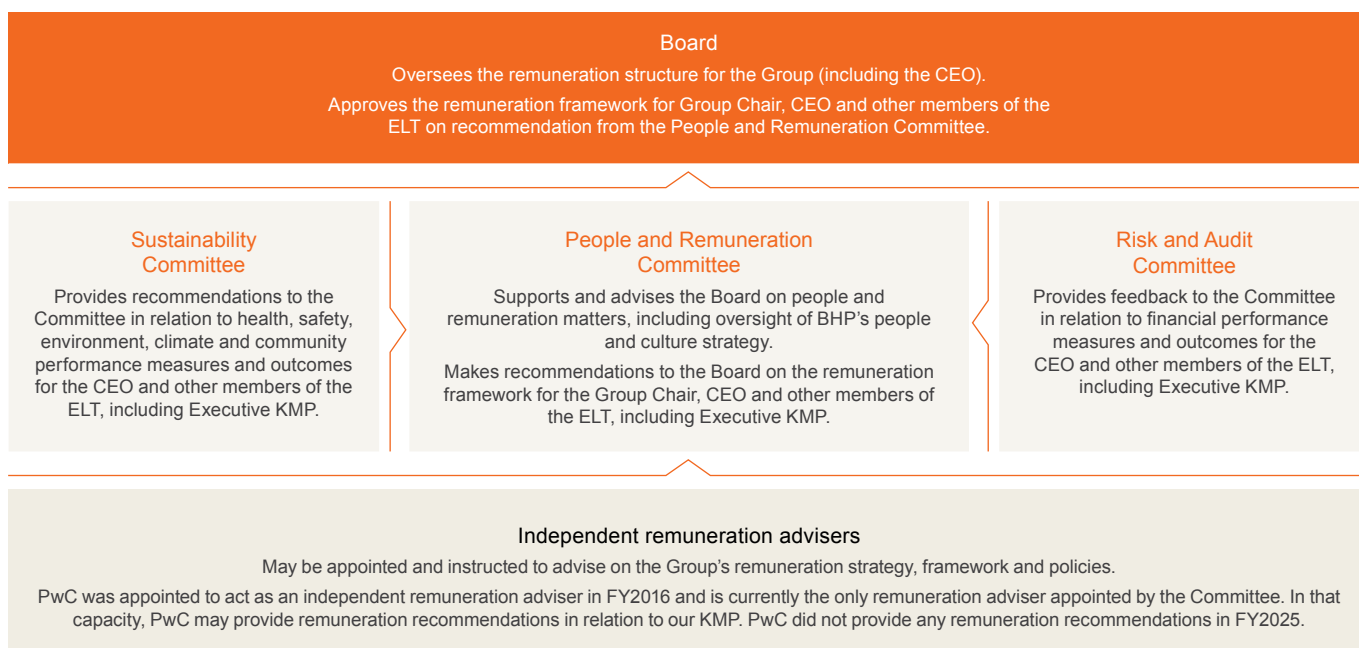 Board
Oversees the remuneration structure for the Group (including the CEO).
Approves the remuneration framework for Group Chair, CEO and other members of the
ELT on recommendation from the People and Remuneration Committee.
Sustainability
Committee
Provides recommendations to the
Committee in relation to health, safety,
environment, climate and community
performance measures and outcomes
for the CEO and other members of the
ELT, including Executive KMP.
People and Remuneration
Committee
Supports and advises the Board on people and
remuneration matters, including oversight of BHP’s people
and culture strategy.
Makes recommendations to the Board on the remuneration
framework for the Group Chair, CEO and other members of
the ELT, including Executive KMP.
Risk and Audit
Committee
Provides feedback to the Committee
in relation to financial performance
measures and outcomes for the
CEO and other members of the ELT,
including Executive KMP.
Independent remuneration advisers
May be appointed and instructed to advise on the Group’s remuneration strategy, framework and policies.
PwC was appointed to act as an independent remuneration adviser in FY2016 and is currently the only remuneration adviser appointed by the Committee. In that
capacity, PwC may provide remuneration recommendations in relation to our KMP. PwC did not provide any remuneration recommendations in FY2025.